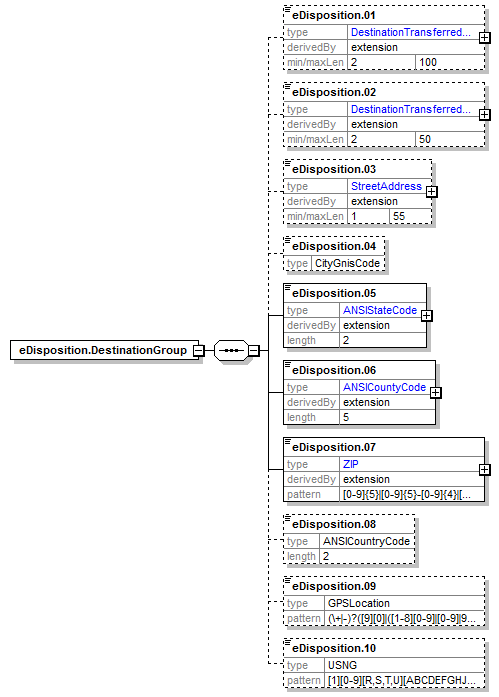 eDisposition.01
type DestinationTransferred...
derivedBy extension
min/maxLen 2 100
eDisposition.02
type DestinationTransferred...
derivedBy extension
min/maxLen 2 50
eDisposition.03
type StreetAddress
derivedBy extension
min/maxLen 1 55
eDisposition.04
type CityGnisCode
eDisposition.05
type ANSIStateCode
derivedBy extension
length 2
eDisposition.DestinationGroup
eDisposition.06
type ANSICountyCode
derivedBy extension
length 5
eDisposition.07
type ZIP
derivedBy extension
pattern [0-9]{5}|[0-9]{5}-[0-9]{4}|[...
eDisposition.08
type ANSICountryCode
length 2
eDisposition.09
type GPSLocation
pattern (\+|-)?([9][0]|([1-8][0-9]|[0-9]|9...
eDisposition.10
type USNG
pattern [1][0-9][R,S,T,U][ABCDEFGHJ...